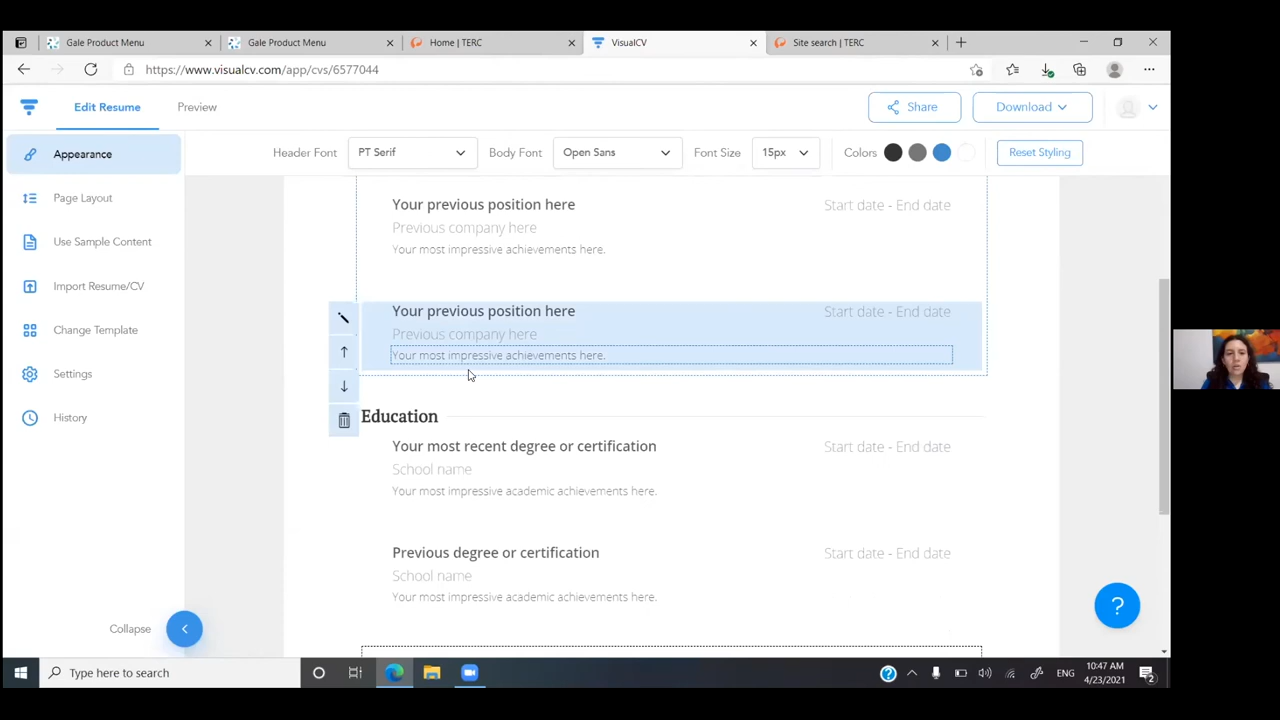 Gale Product Menu
Gale Product Menu
Home | TERC
VisualCV
Site search | TERC
https://www.visualcv.com/app/cvs/6577044
Edit Resume
Preview
Share
Download
Appearance
Header Font
PT Serif
Body Font
Open Sans
Font Size
15px
Colors
Reset Styling
Page Layout
Use Sample Content
Import Resume/CV
Change Template
Settings
History
Collapse
Your previous position here
Start date - End date
Previous company here
Your most impressive achievements here.
Your previous position here
Start date - End date
Previous company here
Your most impressive achievements here.
Education
Your most recent degree or certification
Start date - End date
School name
Your most impressive academic achievements here.
Previous degree or certification
Start date - End date
School name
Your most impressive academic achievements here.
?
Type here to search
?
ENG
10:47 AM
4/23/2021
2